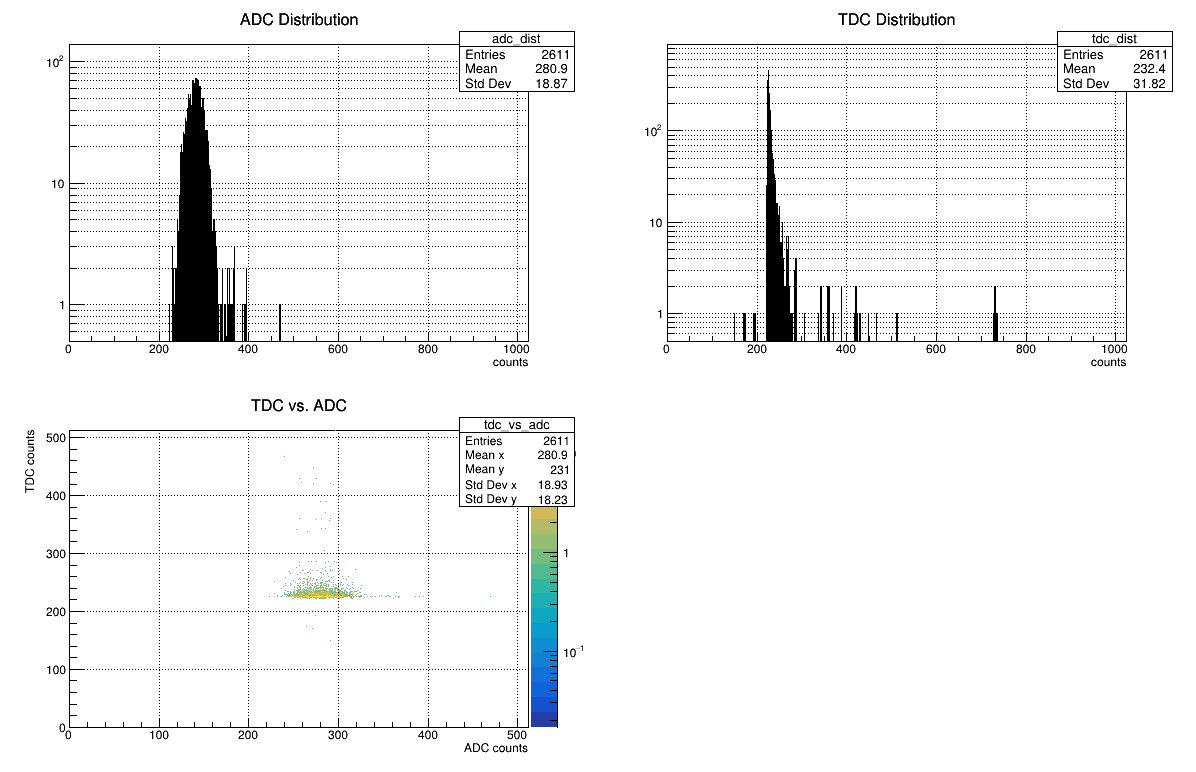 ADC Distribution
adc_dist
Entries 2611
Mean 280.9
Std Dev 18.87
10²
10
1
0 200 400 600 800 1000
counts
TDC Distribution
tdc_dist
Entries 2611
Mean 232.4
Std Dev 31.82
10²
10
1
0 200 400 600 800 1000
counts
TDC vs. ADC
tdc_vs_adc
Entries 2611
Mean x 280.9
Mean y 231
Std Dev x 18.93
Std Dev y 18.23
TDC counts
500
400
300
200
100
0
0 100 200 300 400 500
ADC counts
1
10⁻¹